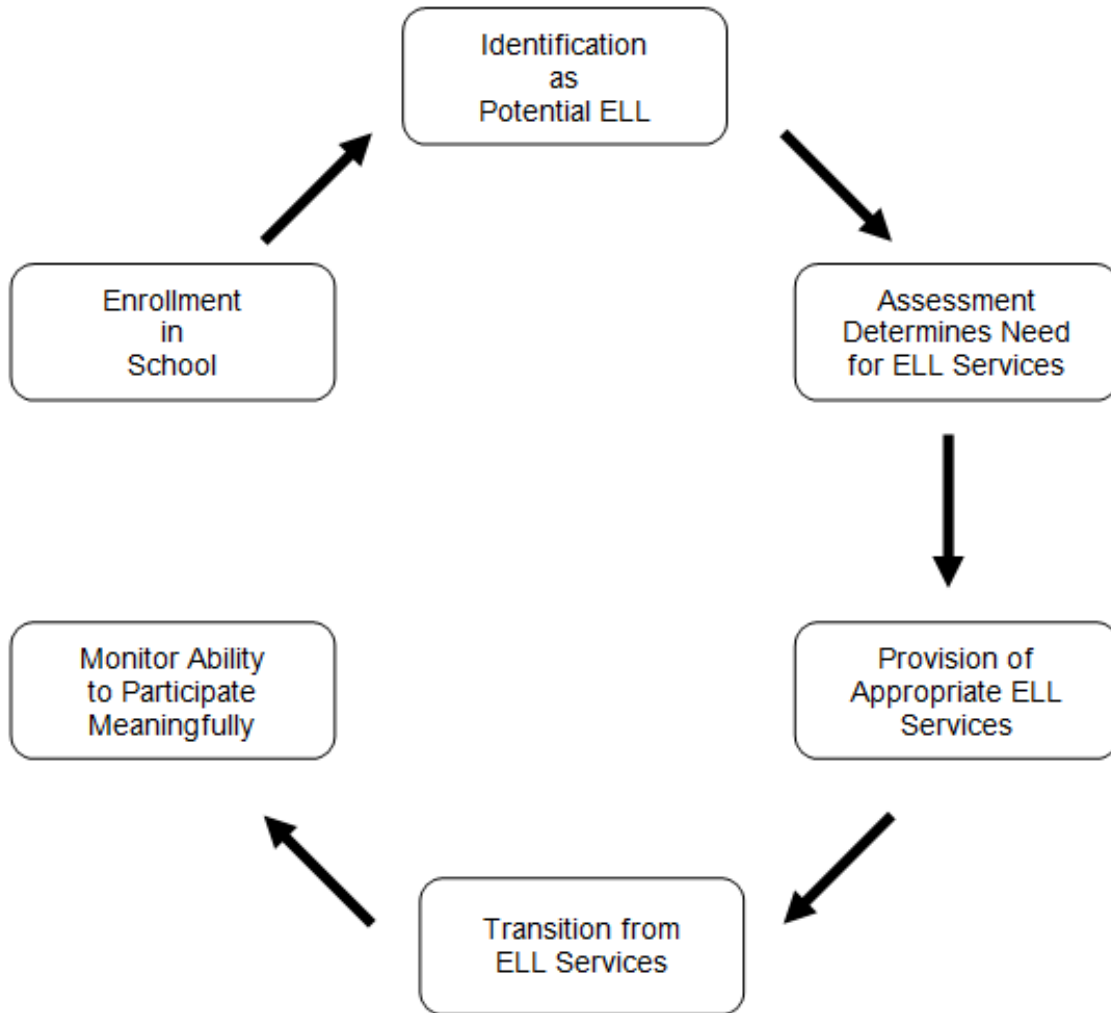 Identification
as
Potential ELL
Enrollment
in
School
Assessment
Determines Need
for ELL Services
Monitor Ability
to Participate
Meaningfully
Provision of
Appropriate ELL
Services
Transition from
ELL Services